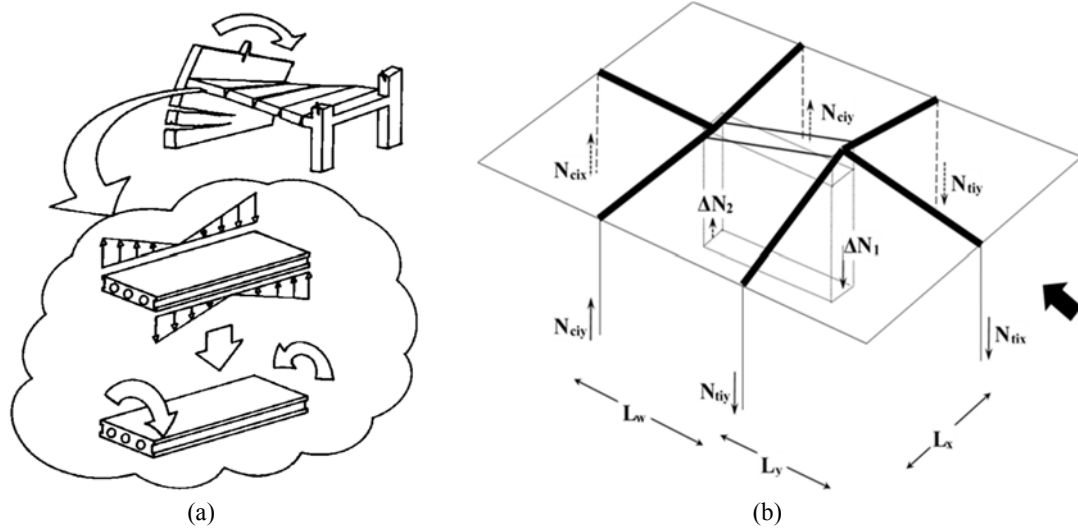 N_ciy
N_cix
N_tiy
ΔN_2
ΔN_1
N_ciy
N_tix
N_tiy
L_w
L_x
L_y
(a)
(b)